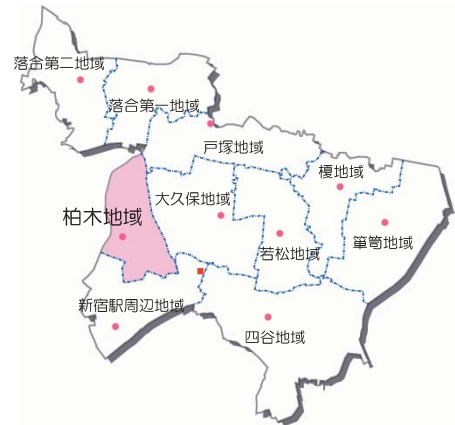 落合第二地域
落合第一地域
戸塚地域
榎地域
大久保地域
柏木地域
若松地域
箪笥地域
新宿駅周辺地域
四谷地域